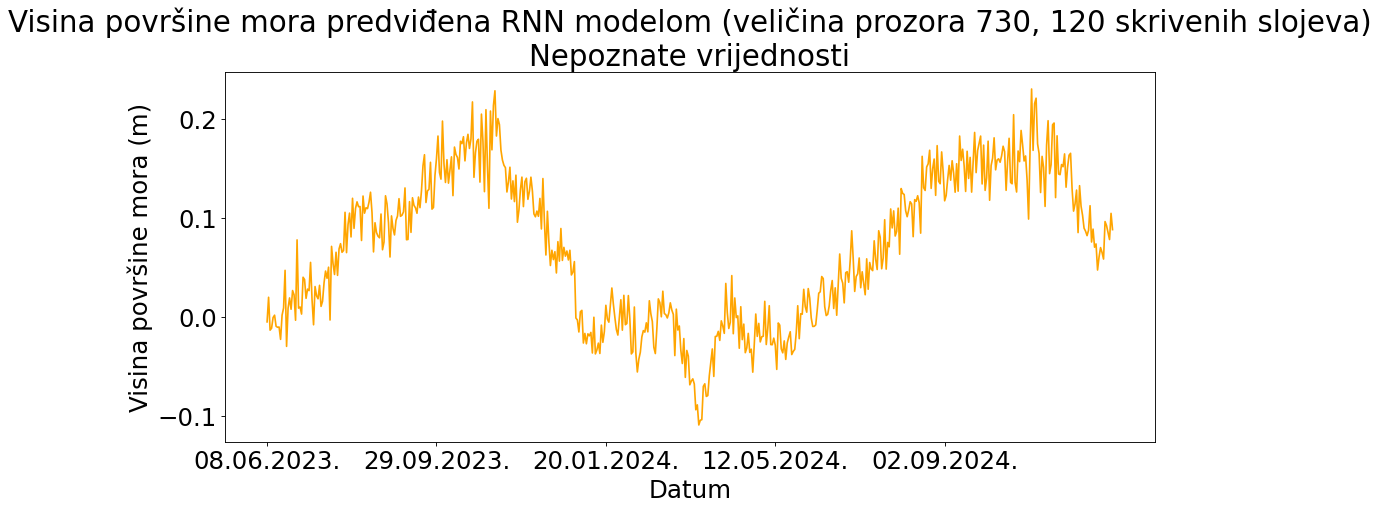 Visina površine mora predviđena RNN modelom (veličina prozora 730, 120 skrivenih slojeva)
Nepoznate vrijednosti
Visina površine mora (m)
0.2
0.1
0.0
−0.1
08.06.2023. 29.09.2023. 20.01.2024. 12.05.2024. 02.09.2024.
Datum